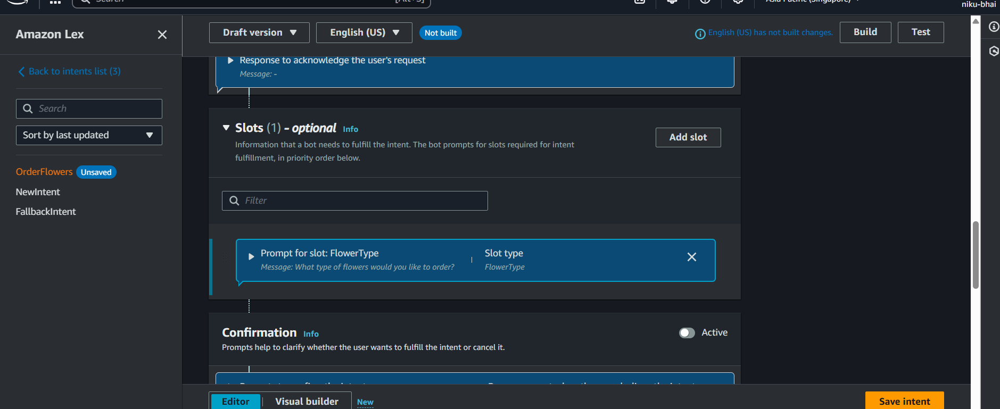 Search
[Alt+S]
Asia Pacific (Singapore)
niku-bhai
Amazon Lex
Draft version
English (US)
Not built
English (US) has not built changes.
Build
Test
Back to intents list (3)
Search
Sort by last updated
OrderFlowers Unsaved
NewIntent
FallbackIntent
Response to acknowledge the user's request
Message: -
Slots (1) - optional Info
Information that a bot needs to fulfill the intent. The bot prompts for slots required for intent
fulfillment, in priority order below.
Add slot
Filter
Prompt for slot: FlowerType
Message: What type of flowers would you like to order?
Slot type
FlowerType
Confirmation Info
Prompts help to clarify whether the user wants to fulfill the intent or cancel it.
Active
Editor
Visual builder
New
Save intent